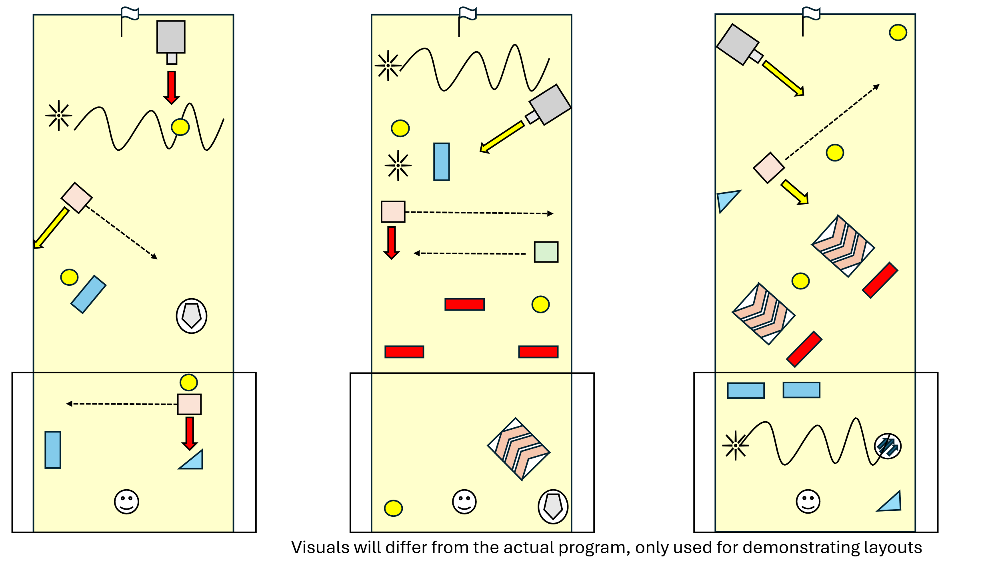 Visuals will differ from the actual program, only used for demonstrating layouts